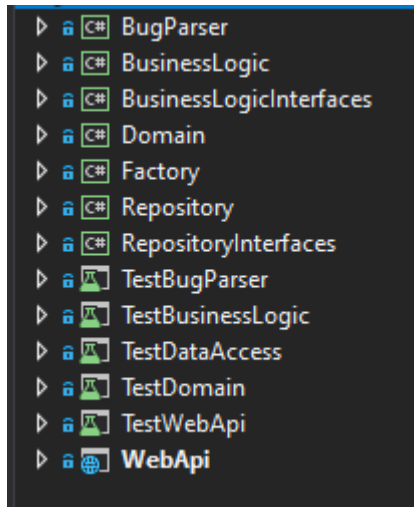 C# BugParser
C# BusinessLogic
C# BusinessLogicInterfaces
C# Domain
C# Factory
C# Repository
C# RepositoryInterfaces
TestBugParser
TestBusinessLogic
TestDataAccess
TestDomain
TestWebApi
WebApi